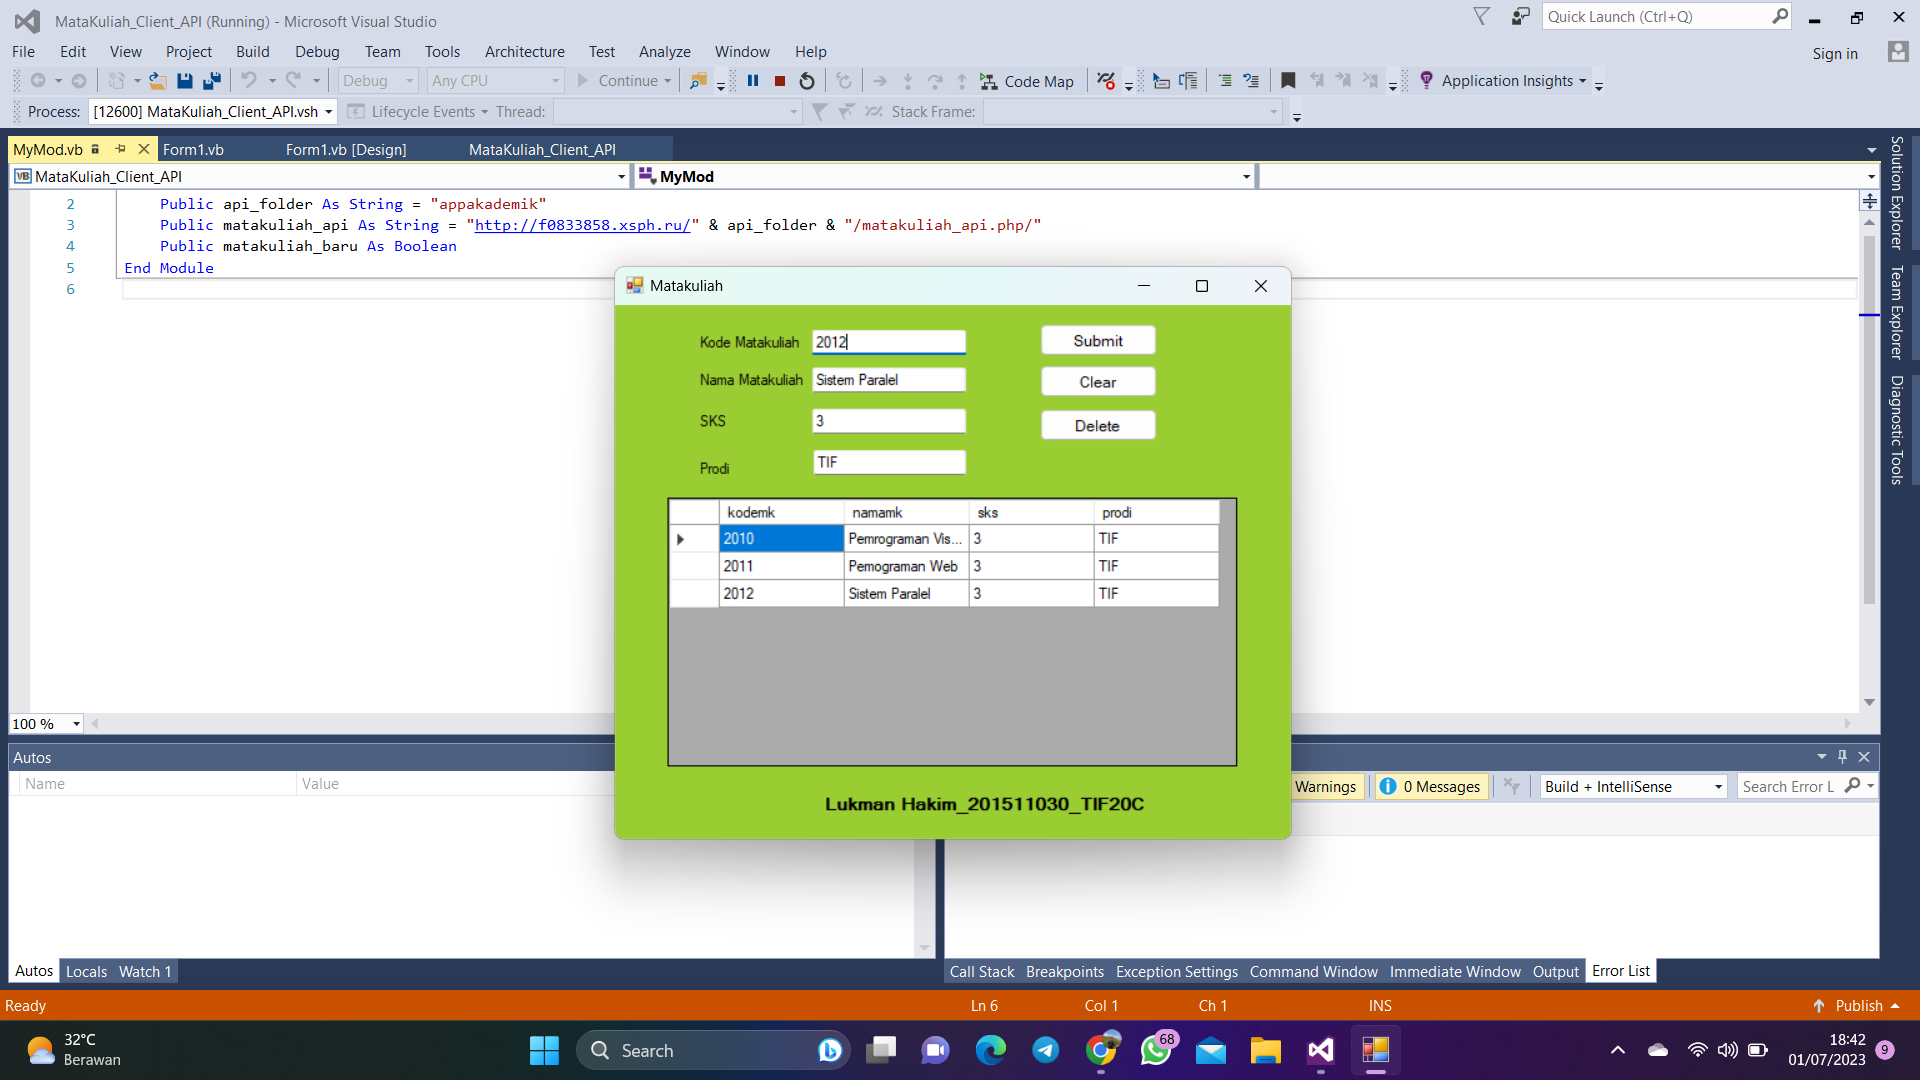 MataKuliah_Client_API (Running) - Microsoft Visual Studio
Quick Launch (Ctrl+Q)
File Edit View Project Build Debug Team Tools Architecture Test Analyze Window Help
Sign in
Debug Any CPU Continue Code Map Application Insights
Process: [12600] MataKuliah_Client_API.vsh Lifecycle Events Thread: Stack Frame:
MyMod.vb Form1.vb Form1.vb [Design] MataKuliah_Client_API
VB MataKuliah_Client_API MyMod
2 Public api_folder As String = "appakademik"
3 Public matakuliah_api As String = "http://f0833858.xsph.ru/" & api_folder & "/matakuliah_api.php/"
4 Public matakuliah_baru As Boolean
5 End Module
6
Solution Explorer
Team Explorer
Diagnostic Tools
Matakuliah
Kode Matakuliah 2012 Submit
Nama Matakuliah Sistem Paralel Clear
SKS 3 Delete
Prodi TIF
kodemk namamk sks prodi
2010 Pemrograman Vis... 3 TIF
2011 Pemograman Web 3 TIF
2012 Sistem Paralel 3 TIF
Lukman Hakim_201511030_TIF20C
100 %
Autos
Name Value
Warnings 0 Messages Build + IntelliSense Search Error L
Autos Locals Watch 1
Call Stack Breakpoints Exception Settings Command Window Immediate Window Output Error List
Ready Ln 6 Col 1 Ch 1 INS Publish
32°C
Berawan
Search
68
18:42
01/07/2023
9